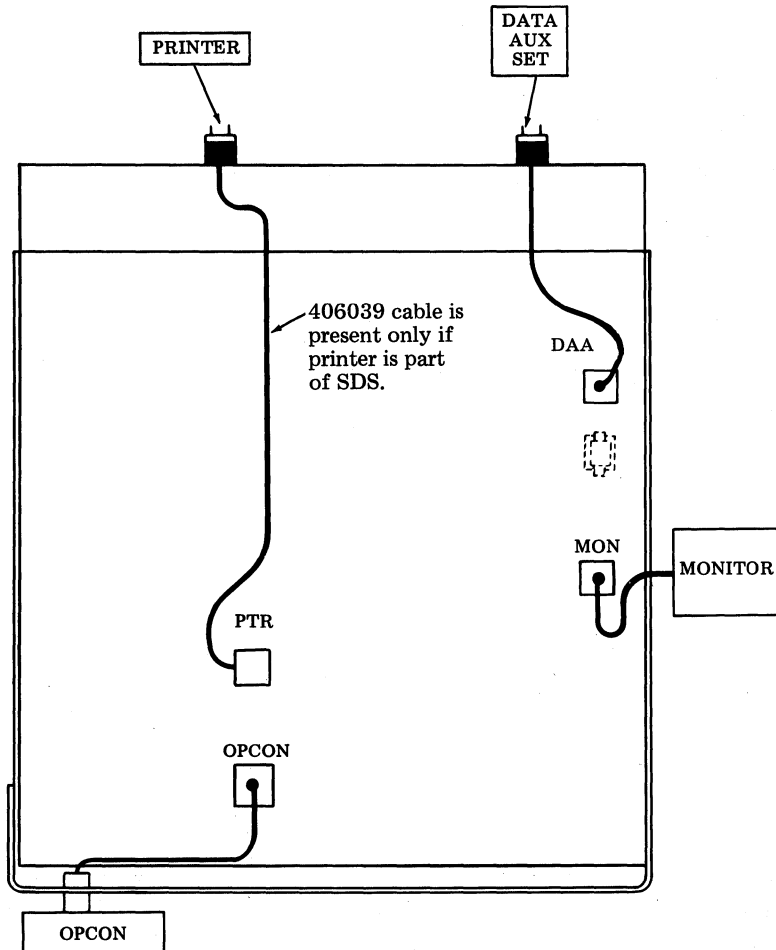 PRINTER
DATA
AUX
SET
406039 cable is
present only if
printer is part
of SDS.
DAA
MON
MONITOR
PTR
OPCON
OPCON